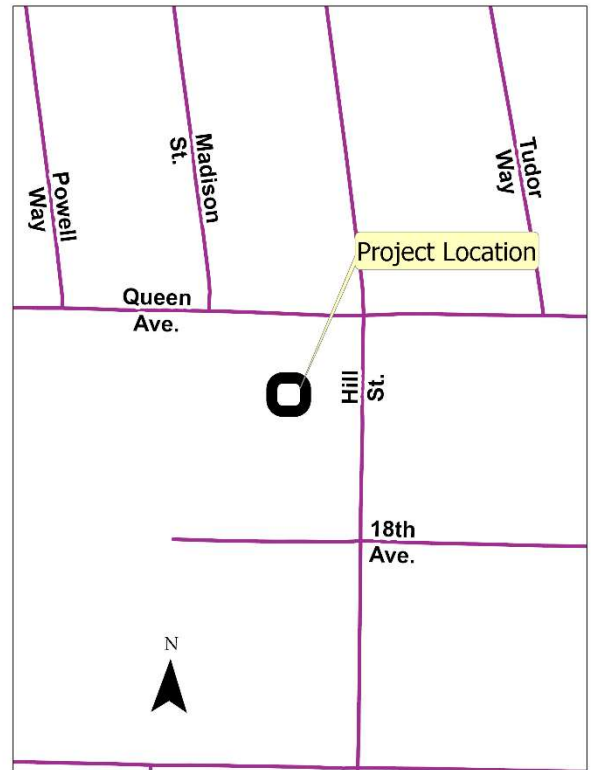 Powell
Way
Madison
St.
Tudor
Way
Project Location
Queen
Ave.
Hill
St.
18th
Ave.
N